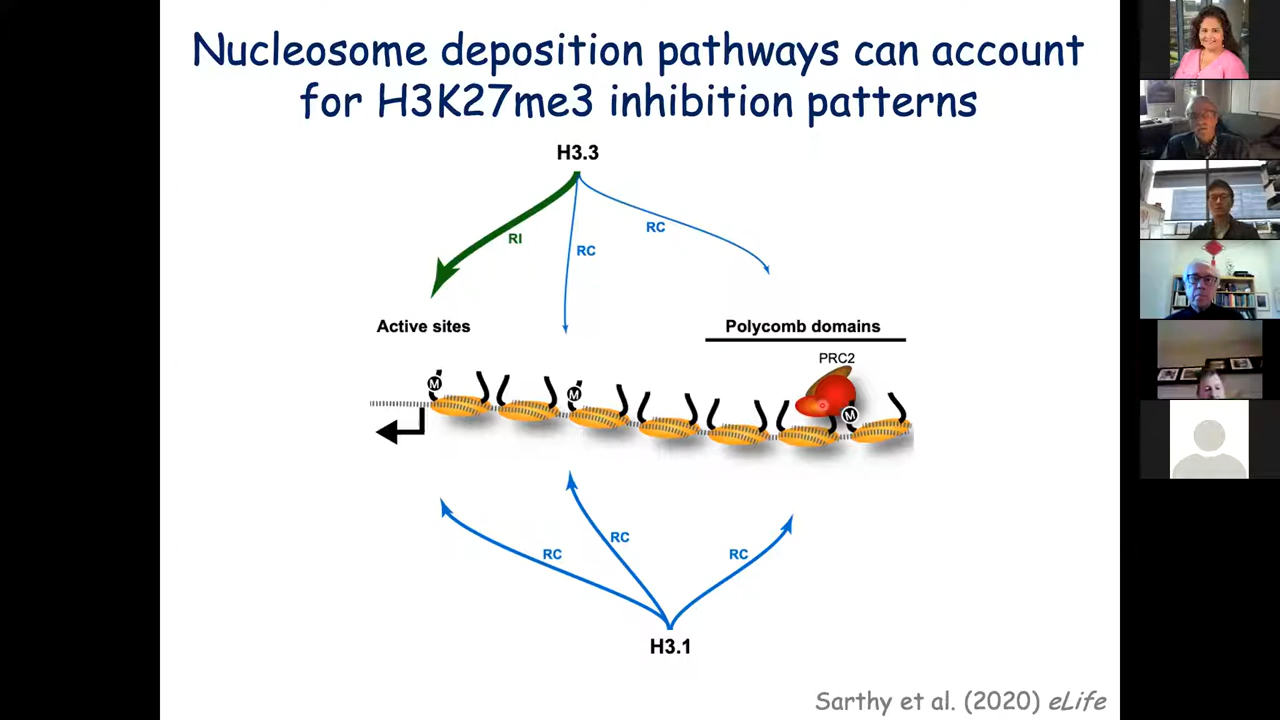 Nucleosome deposition pathways can account
for H3K27me3 inhibition patterns
H3.3
RI
RC
RC
Active sites
Polycomb domains
PRC2
M
M
M
RC
RC
RC
H3.1
Sarthy et al. (2020) eLife